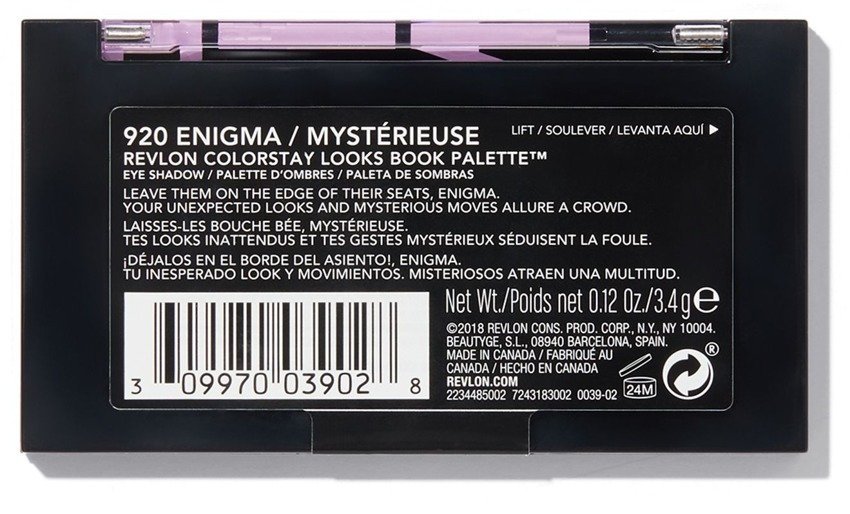 920 ENIGMA / MYSTÉRIEUSE
LIFT / SOULEVER / LEVANTA AQUÍ
REVLON COLORSTAY LOOKS BOOK PALETTE™
EYE SHADOW / PALETTE D'OMBRES / PALETA DE SOMBRAS
LEAVE THEM ON THE EDGE OF THEIR SEATS, ENIGMA.
YOUR UNEXPECTED LOOKS AND MYSTERIOUS MOVES ALLURE A CROWD.
LAISSES-LES BOUCHE BÉE, MYSTÉRIEUSE.
TES LOOKS INATTENDUS ET TES GESTES MYSTÉRIEUX SÉDUISENT LA FOULE.
¡DÉJALOS EN EL BORDE DEL ASIENTO!, ENIGMA.
TU INESPERADO LOOK Y MOVIMIENTOS. MISTERIOSOS ATRAEN UNA MULTITUD.
3 09970 03902 8
Net Wt./Poids net 0.12 Oz./3.4 g e
©2018 REVLON CONS. PROD. CORP., N.Y., NY 10004.
BEAUTYGE, S.L., 08940 BARCELONA, SPAIN.
MADE IN CANADA / FABRIQUÉ AU
CANADA / HECHO EN CANADA
REVLON.COM
2234485002 7243183002 0039-02
24M
®